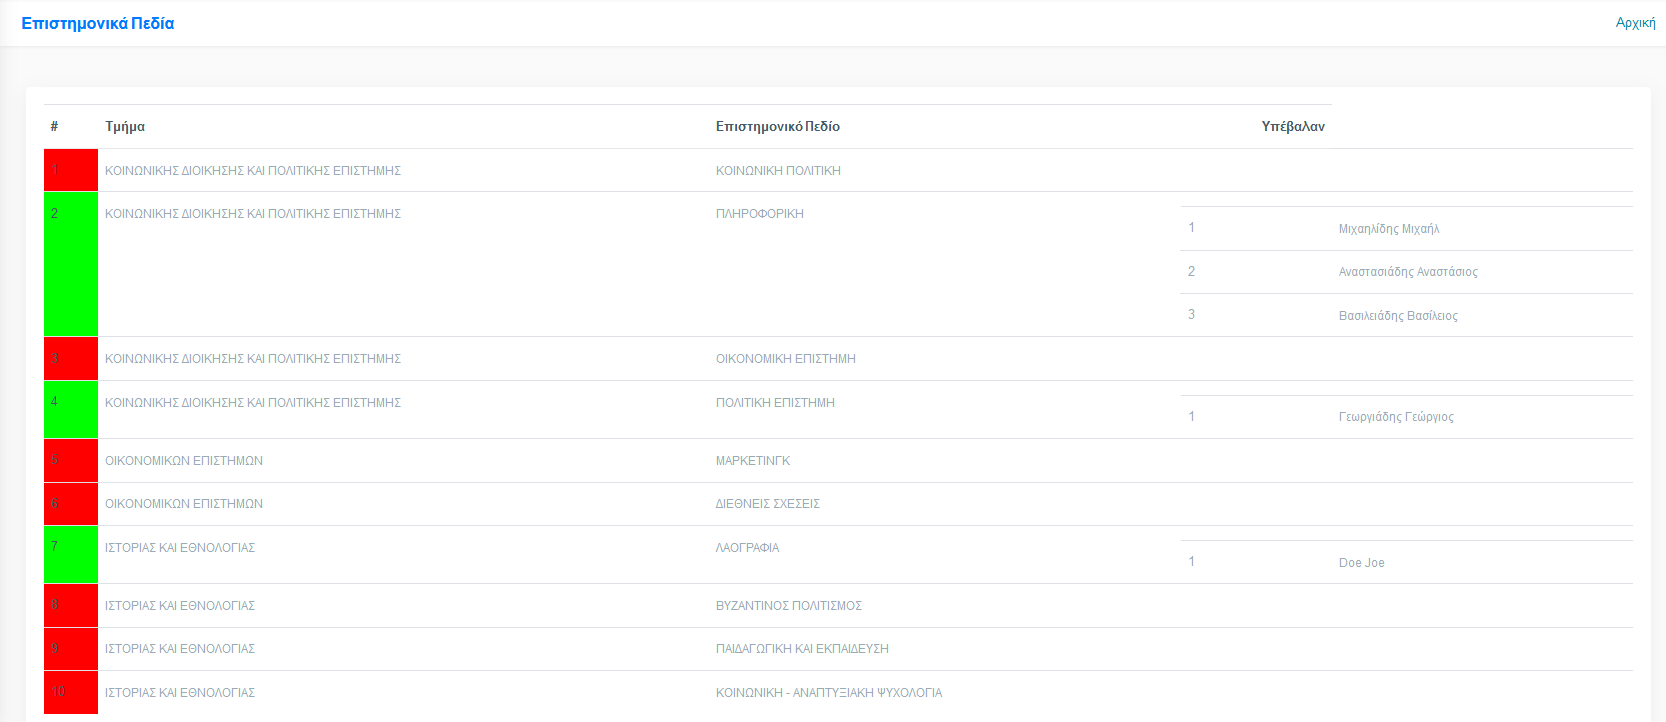 Επιστημονικά Πεδία
Αρχική
# Τμήμα Επιστημονικό Πεδίο Υπέβαλαν
1 ΚΟΙΝΩΝΙΚΗΣ ΔΙΟΙΚΗΣΗΣ ΚΑΙ ΠΟΛΙΤΙΚΗΣ ΕΠΙΣΤΗΜΗΣ ΚΟΙΝΩΝΙΚΗ ΠΟΛΙΤΙΚΗ
2 ΚΟΙΝΩΝΙΚΗΣ ΔΙΟΙΚΗΣΗΣ ΚΑΙ ΠΟΛΙΤΙΚΗΣ ΕΠΙΣΤΗΜΗΣ ΠΛΗΡΟΦΟΡΙΚΗ
1 Μιχαηλίδης Μιχαήλ
2 Αναστασιάδης Αναστάσιος
3 Βασιλειάδης Βασίλειος
3 ΚΟΙΝΩΝΙΚΗΣ ΔΙΟΙΚΗΣΗΣ ΚΑΙ ΠΟΛΙΤΙΚΗΣ ΕΠΙΣΤΗΜΗΣ ΟΙΚΟΝΟΜΙΚΗ ΕΠΙΣΤΗΜΗ
4 ΚΟΙΝΩΝΙΚΗΣ ΔΙΟΙΚΗΣΗΣ ΚΑΙ ΠΟΛΙΤΙΚΗΣ ΕΠΙΣΤΗΜΗΣ ΠΟΛΙΤΙΚΗ ΕΠΙΣΤΗΜΗ
1 Γεωργιάδης Γεώργιος
5 ΟΙΚΟΝΟΜΙΚΩΝ ΕΠΙΣΤΗΜΩΝ ΜΑΡΚΕΤΙΝΓΚ
6 ΟΙΚΟΝΟΜΙΚΩΝ ΕΠΙΣΤΗΜΩΝ ΔΙΕΘΝΕΙΣ ΣΧΕΣΕΙΣ
7 ΙΣΤΟΡΙΑΣ ΚΑΙ ΕΘΝΟΛΟΓΙΑΣ ΛΑΟΓΡΑΦΙΑ
1 Doe Joe
8 ΙΣΤΟΡΙΑΣ ΚΑΙ ΕΘΝΟΛΟΓΙΑΣ ΒΥΖΑΝΤΙΝΟΣ ΠΟΛΙΤΙΣΜΟΣ
9 ΙΣΤΟΡΙΑΣ ΚΑΙ ΕΘΝΟΛΟΓΙΑΣ ΠΑΙΔΑΓΩΓΙΚΗ ΚΑΙ ΕΚΠΑΙΔΕΥΣΗ
10 ΙΣΤΟΡΙΑΣ ΚΑΙ ΕΘΝΟΛΟΓΙΑΣ ΚΟΙΝΩΝΙΚΗ - ΑΝΑΠΤΥΞΙΑΚΗ ΨΥΧΟΛΟΓΙΑ